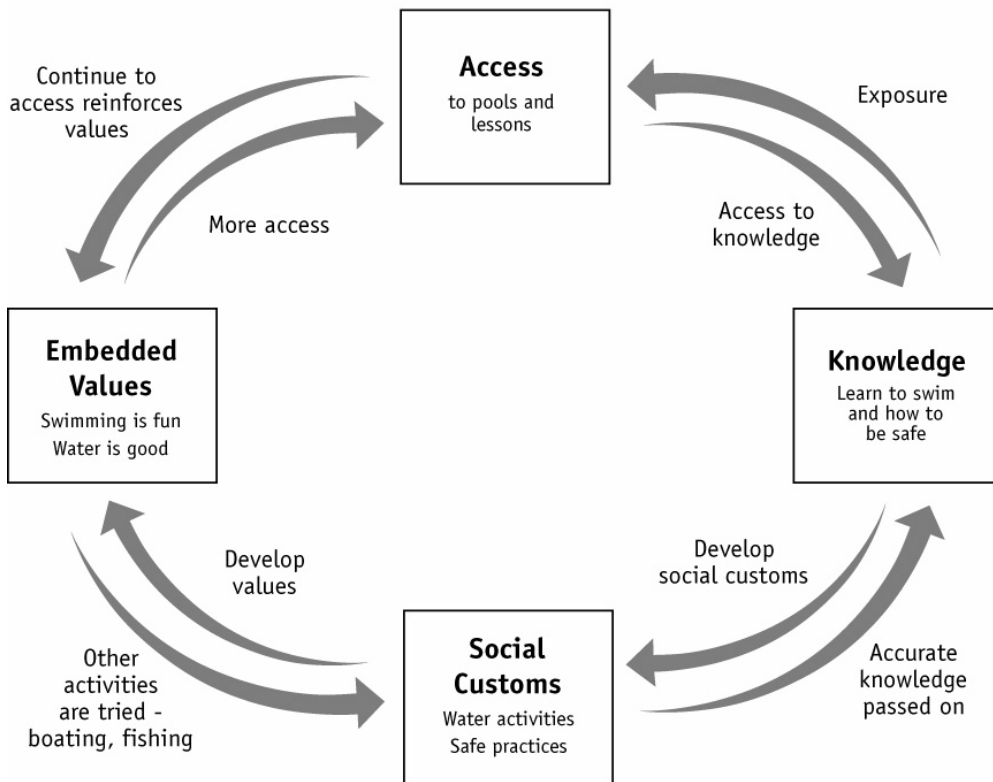 Access
to pools and
lessons
Continue to
access reinforces
values
Exposure
More access
Access to
knowledge
Embedded
Values
Swimming is fun
Water is good
Knowledge
Learn to swim
and how to
be safe
Develop
values
Develop
social customs
Other
activities
are tried -
boating, fishing
Social
Customs
Water activities
Safe practices
Accurate
knowledge
passed on